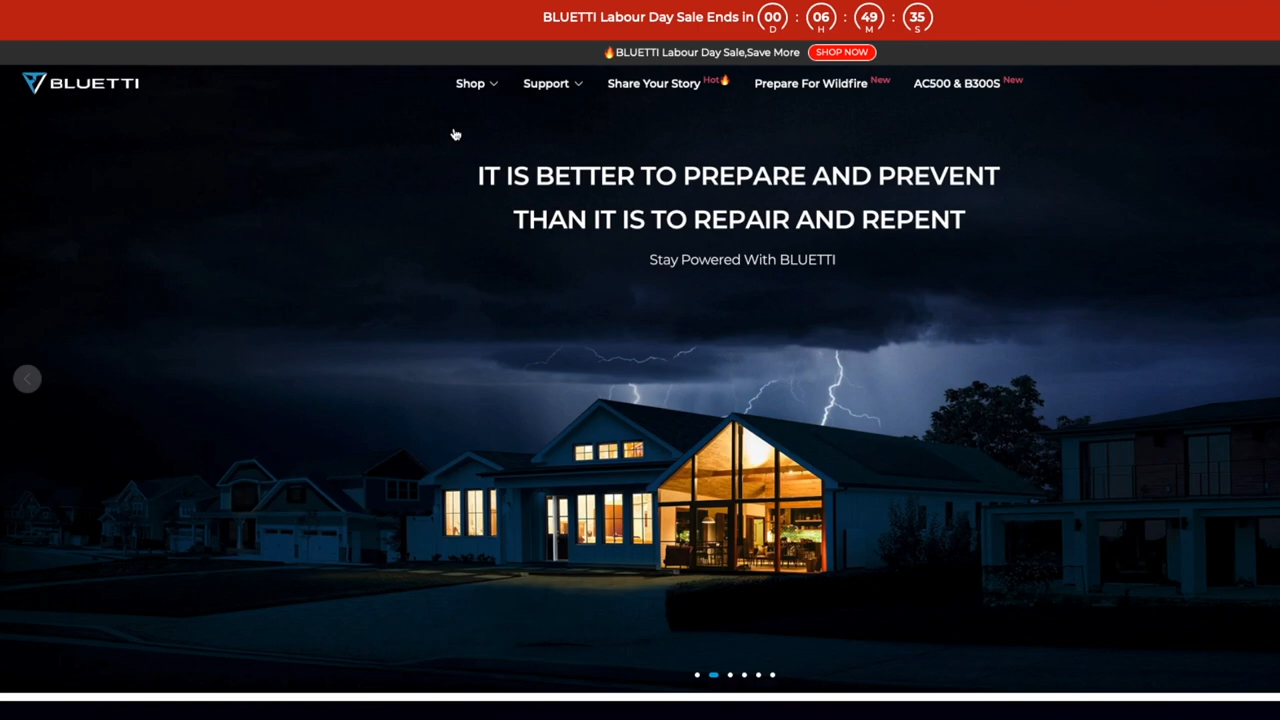 BLUETTI Labour Day Sale Ends in 00 D : 06 H : 49 M : 35 S
🔥BLUETTI Labour Day Sale,Save More SHOP NOW
BLUETTI Shop Support Share Your Story Hot🔥 Prepare For Wildfire New AC500 & B300S New
IT IS BETTER TO PREPARE AND PREVENT
THAN IT IS TO REPAIR AND REPENT
Stay Powered With BLUETTI